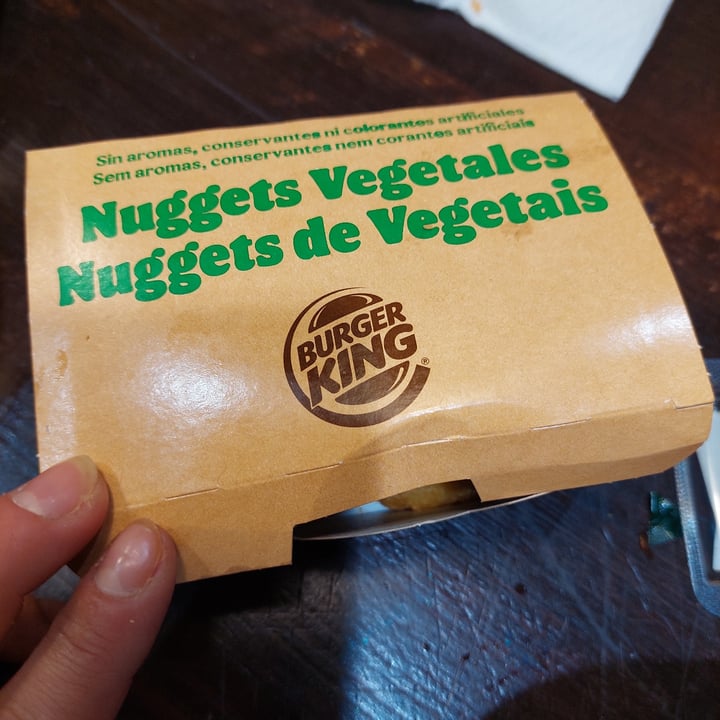 Sin aromas, conservantes ni colorantes artificiales
Sem aromas, conservantes nem corantes artificiais
Nuggets Vegetales
Nuggets de Vegetais
BURGER
KING®